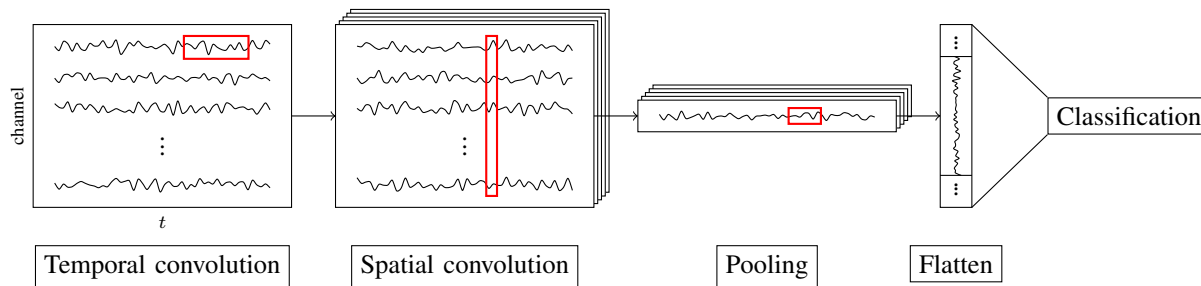 channel
t
Classification
Temporal convolution
Spatial convolution
Pooling
Flatten